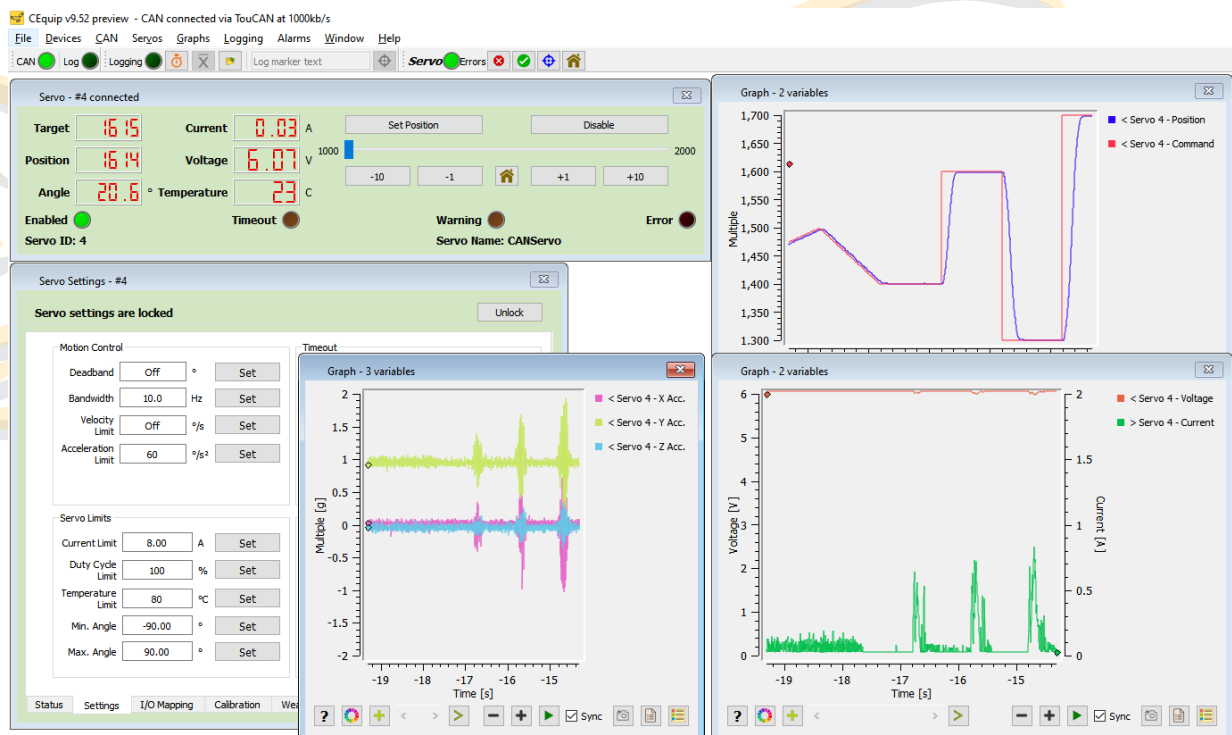 CEquip v9.52 preview - CAN connected via TouCAN at 1000kb/s
File Devices CAN Servos Graphs Logging Alarms Window Help
CAN Log Logging Log marker text Servo Errors
Servo - #4 connected
Target 1615 Current 0.03 A Set Position Disable
Position 1614 Voltage 6.07 V 1000 2000
-10 -1 +1 +10
Angle 20.6 ° Temperature 23 C
Enabled Timeout Warning Error
Servo ID: 4 Servo Name: CANServo
Servo Settings - #4
Servo settings are locked Unlock
Motion Control
Deadband Off ° Set
Bandwidth 10.0 Hz Set
Velocity
Limit Off °/s Set
Acceleration
Limit 60 °/s² Set
Timeout
Servo Limits
Current Limit 8.00 A Set
Duty Cycle
Limit 100 % Set
Temperature
Limit 80 ºC Set
Min. Angle -90.00 ° Set
Max. Angle 90.00 ° Set
Status Settings I/O Mapping Calibration
Graph - 3 variables
2
1.5
1
0.5
0
-0.5
-1
-1.5
-2
Multiple [g]
-19 -18 -17 -16 -15
Time [s]
< Servo 4 - X Acc.
< Servo 4 - Y Acc.
< Servo 4 - Z Acc.
? + < > > Sync
Graph - 2 variables
1,700
1,650
1,600
1,550
1,500
1,450
1,400
1,350
1.300
Multiple
< Servo 4 - Position
< Servo 4 - Command
Graph - 2 variables
6
5
4
3
2
1
0
Voltage [V]
2
1.5
1
0.5
0
Current [A]
-19 -18 -17 -16 -15
Time [s]
< Servo 4 - Voltage
> Servo 4 - Current
? + < > > Sync